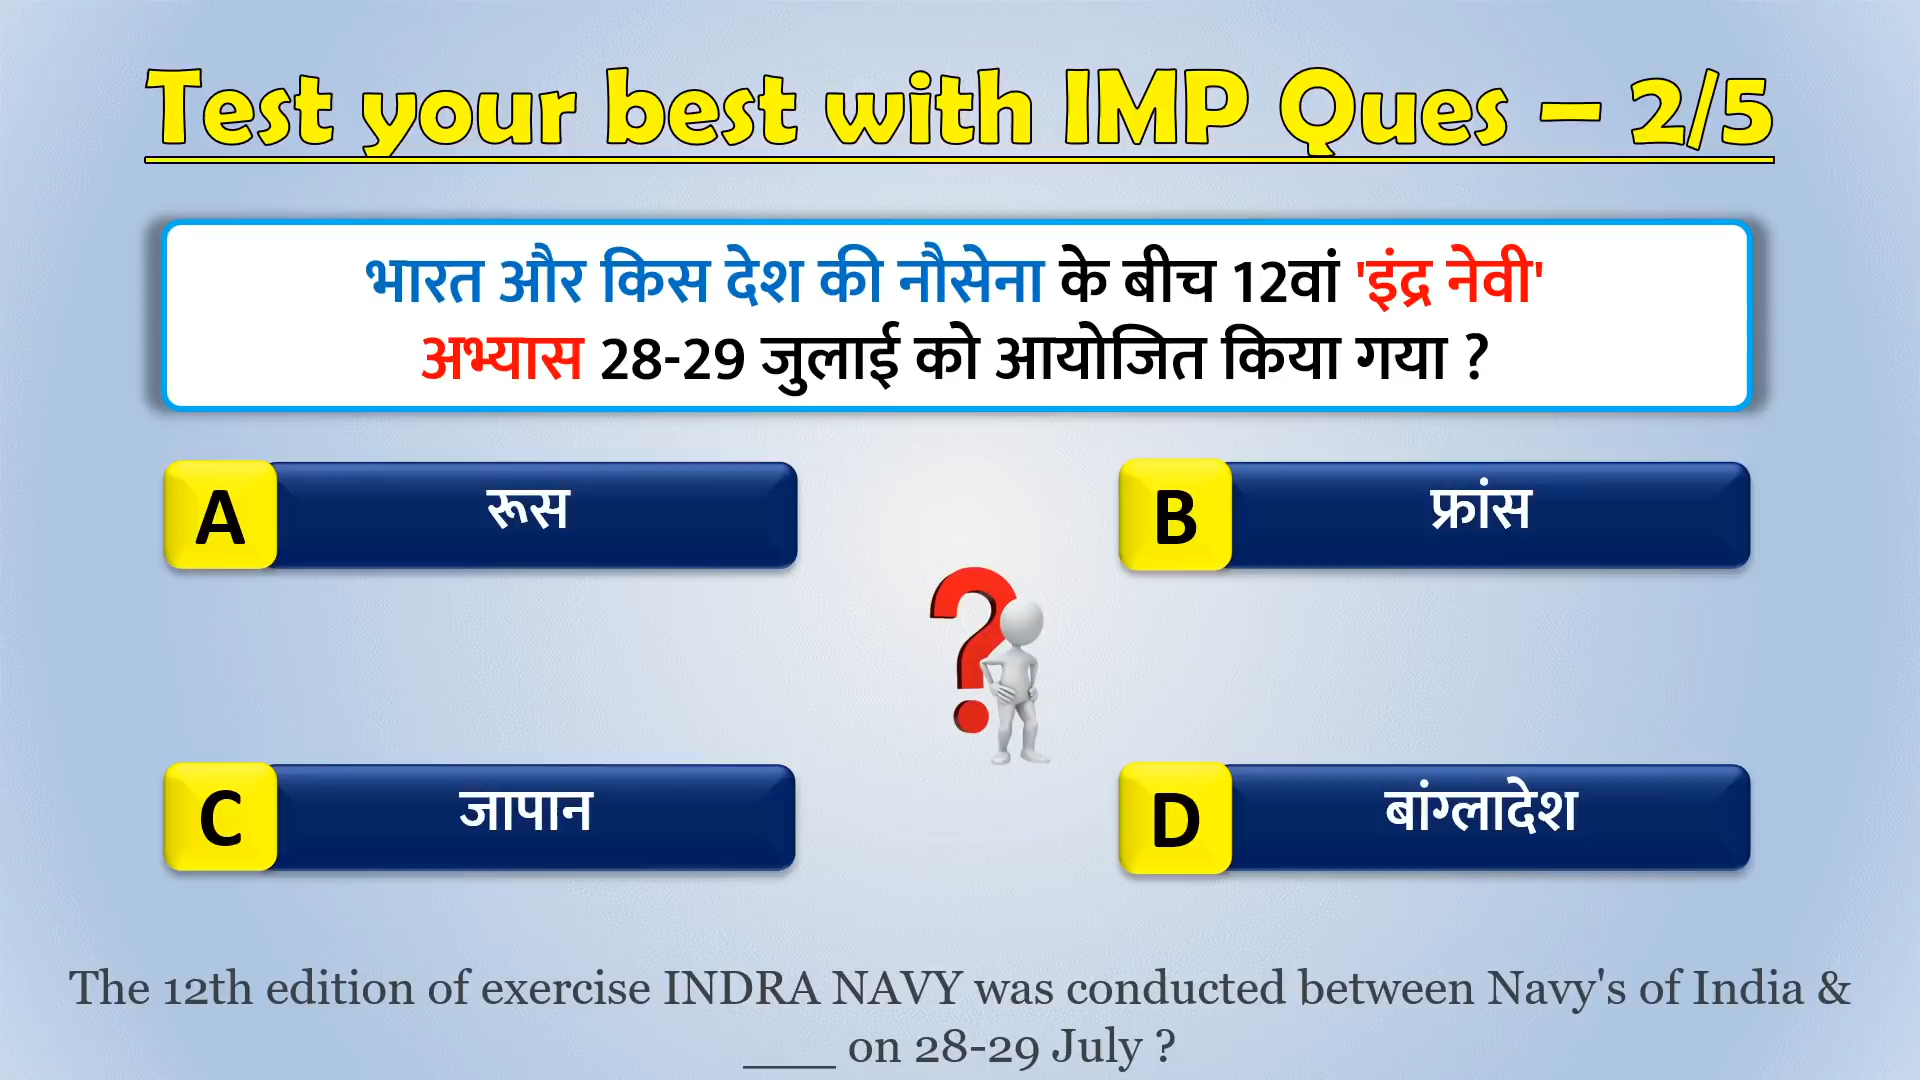 Test your best with IMP Ques – 2/5
भारत और किस देश की नौसेना के बीच 12वां 'इंद्र नेवी'
अभ्यास 28-29 जुलाई को आयोजित किया गया ?
A रूस
B फ्रांस
C जापान
D बांग्लादेश
The 12th edition of exercise INDRA NAVY was conducted between Navy's of India &
____ on 28-29 July ?